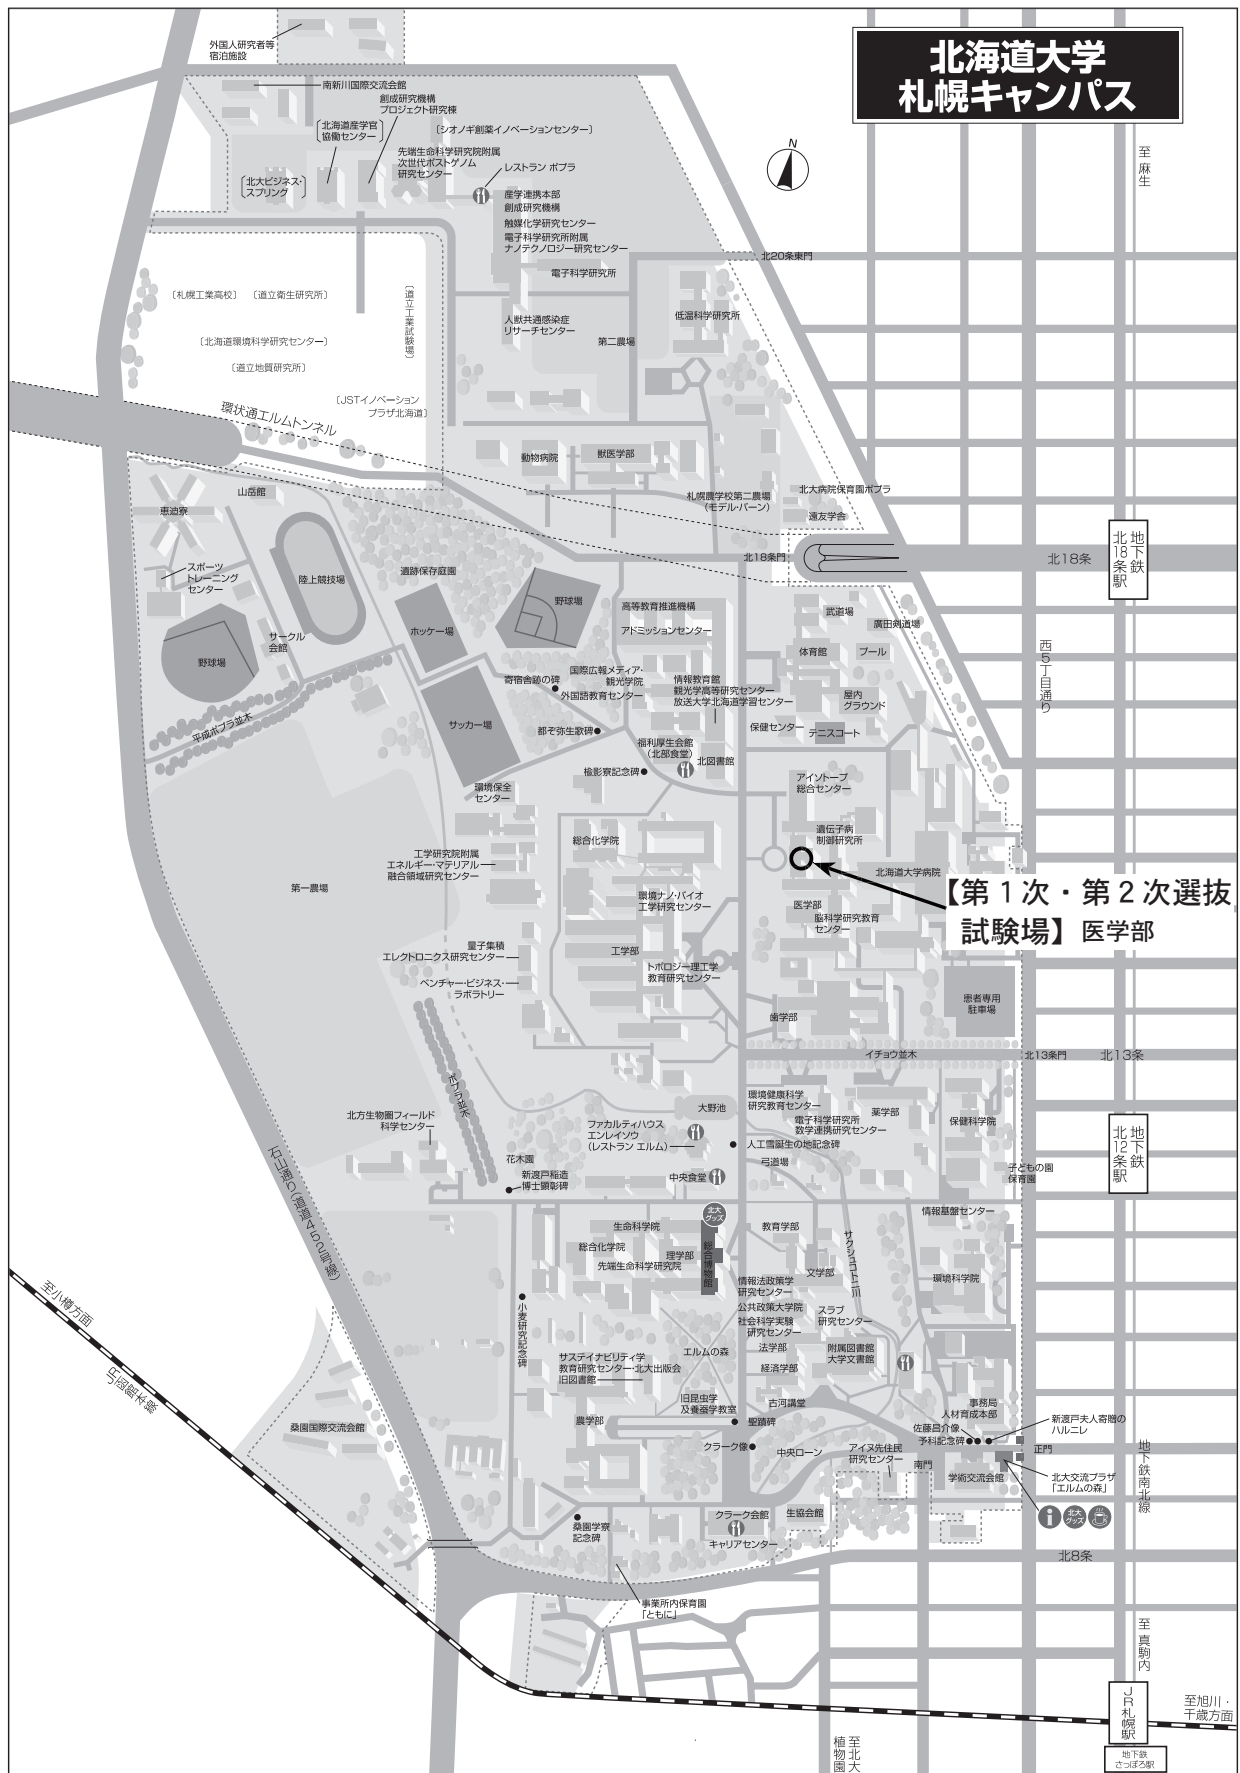 北海道大学
札幌キャンパス
N
外国人研究者等
宿泊施設
南新川国際交流会館
創成研究機構
プロジェクト研究棟
〔北海道産学官
協働センター〕
〔シオノギ創薬イノベーションセンター〕
先端生命科学研究院附属
次世代ポストゲノム
研究センター
レストラン ポプラ
〔北大ビジネス・
スプリング〕
産学連携本部
創成研究機構
触媒化学研究センター
電子科学研究所附属
ナノテクノロジー研究センター
電子科学研究所
至麻生
北20条東門
〔札幌工業高校〕
〔道立衛生研究所〕
〔道立工業試験場〕
〔北海道環境科学研究センター〕
〔道立地質研究所〕
〔JSTイノベーション
プラザ北海道〕
人獣共通感染症
リサーチセンター
第二農場
低温科学研究所
環状通エルムトンネル
動物病院
獣医学部
札幌農学校第二農場
（モデル・バーン）
北大病院保育園ポプラ
遠友学舎
山岳館
恵迪寮
スポーツ
トレーニング
センター
陸上競技場
遺跡保存庭園
北18条門
北18条
地下鉄
北18条駅
野球場
ホッケー場
サークル
会館
野球場
高等教育推進機構
アドミッションセンター
武道場
廣田剣道場
体育館
プール
西5丁目通り
国際広報メディア・
観光学院
寄宿舎跡の碑
外国語教育センター
情報教育館
観光学高等研究センター
放送大学北海道学習センター
屋内
グラウンド
保健センター
テニスコート
平成ポプラ並木
サッカー場
都ぞ弥生歌碑
福利厚生会館
（北部食堂）
北図書館
楡影寮記念碑
環境保全
センター
アイソトープ
総合センター
総合化学院
遺伝子病
制御研究所
工学研究院附属
エネルギー・マテリアル
融合領域研究センター
北海道大学病院
第一農場
【第１次・第２次選抜
試験場】医学部
環境ナノ・バイオ
工学研究センター
医学部
脳科学研究教育
センター
量子集積
エレクトロニクス研究センター
工学部
トポロジー理工学
教育研究センター
ベンチャー・ビジネス・
ラボラトリー
患者専用
駐車場
歯学部
イチョウ並木
北13条門
北13条
ポプラ並木
大野池
環境健康科学
研究教育センター
電子科学研究所
数学連携研究センター
薬学部
保健科学院
北方生物圏フィールド
科学センター
ファカルティハウス
エンレイソウ
（レストラン エルム）
人工雪誕生の地記念碑
地下鉄
北12条駅
花木園
弓道場
新渡戸稲造
博士顕彰碑
中央食堂
子どもの園
保育園
石山通り（道道452号線）
北大
グッズ
情報基盤センター
生命科学院
教育学部
総合化学院
理学部
総合博物館
先端生命科学研究院
サクシュコトニ川
文学部
環境科学院
情報法政策学
研究センター
公共政策大学院
社会科学実験
研究センター
スラブ
研究センター
至小樽方面
JR函館本線
小麦研究記念碑
エルムの森
法学部
附属図書館
大学文書館
サステイナビリティ学
教育研究センター・北大出版会
旧図書館
経済学部
旧昆虫学
及養蚕学教室
古河講堂
事務局
人材育成本部
桑園国際交流会館
農学部
聖蹟碑
佐藤昌介像
予科記念碑
新渡戸夫人寄贈の
ハルニレ
クラーク像
中央ローン
アイヌ先住民
研究センター
南門
正門
学術交流会館
北大交流プラザ
「エルムの森」
地下鉄南北線
北大
グッズ
桑園学寮
記念碑
クラーク会館
生協会館
キャリアセンター
北8条
事業所内保育園
「ともに」
至真駒内
JR札幌駅
至旭川・
千歳方面
地下鉄
さっぽろ駅
至北大
植物園